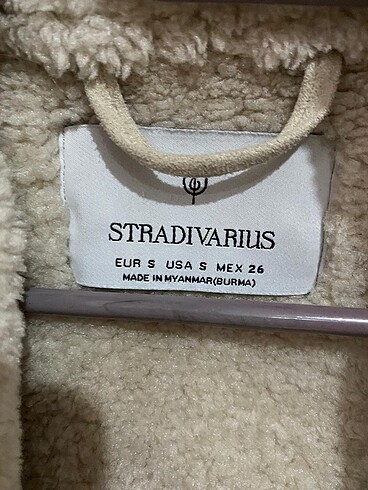 STRADIVARIUS
EUR S USA S MEX 26
MADE IN MYANMAR(BURMA)